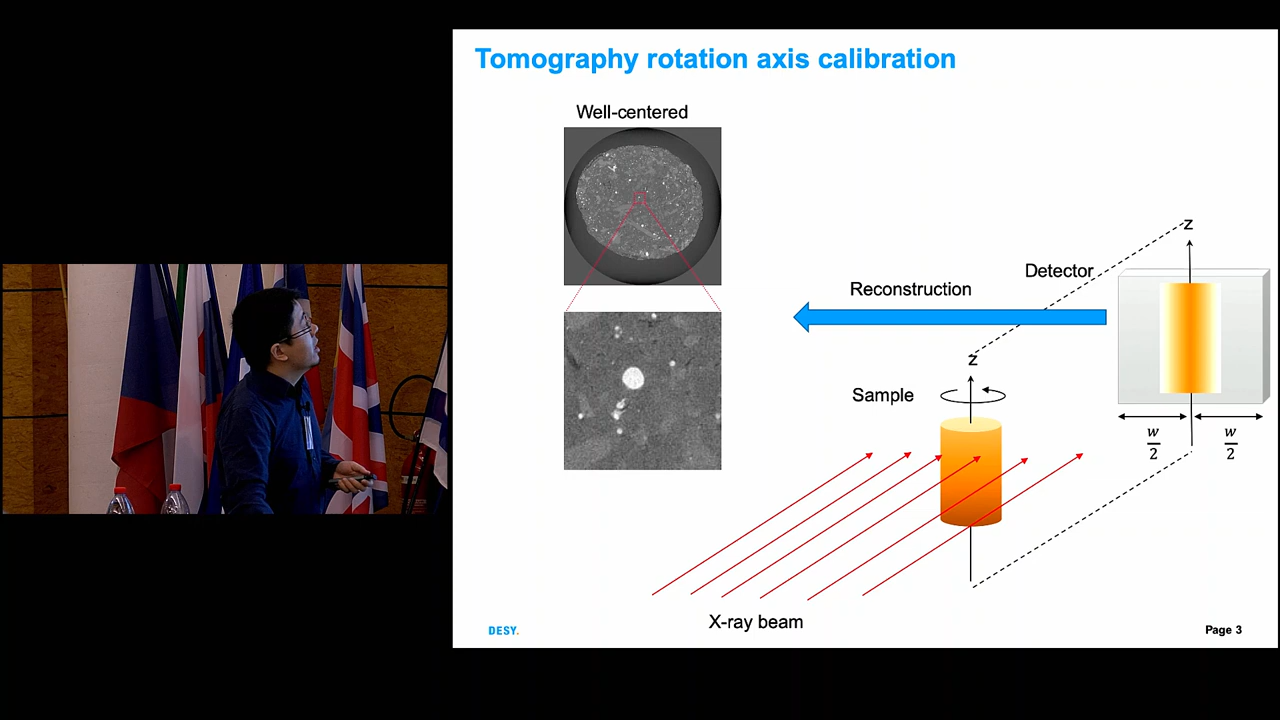 Tomography rotation axis calibration
Well-centered
z
Detector
Reconstruction
z
Sample
w/2
w/2
X-ray beam
DESY.
Page 3